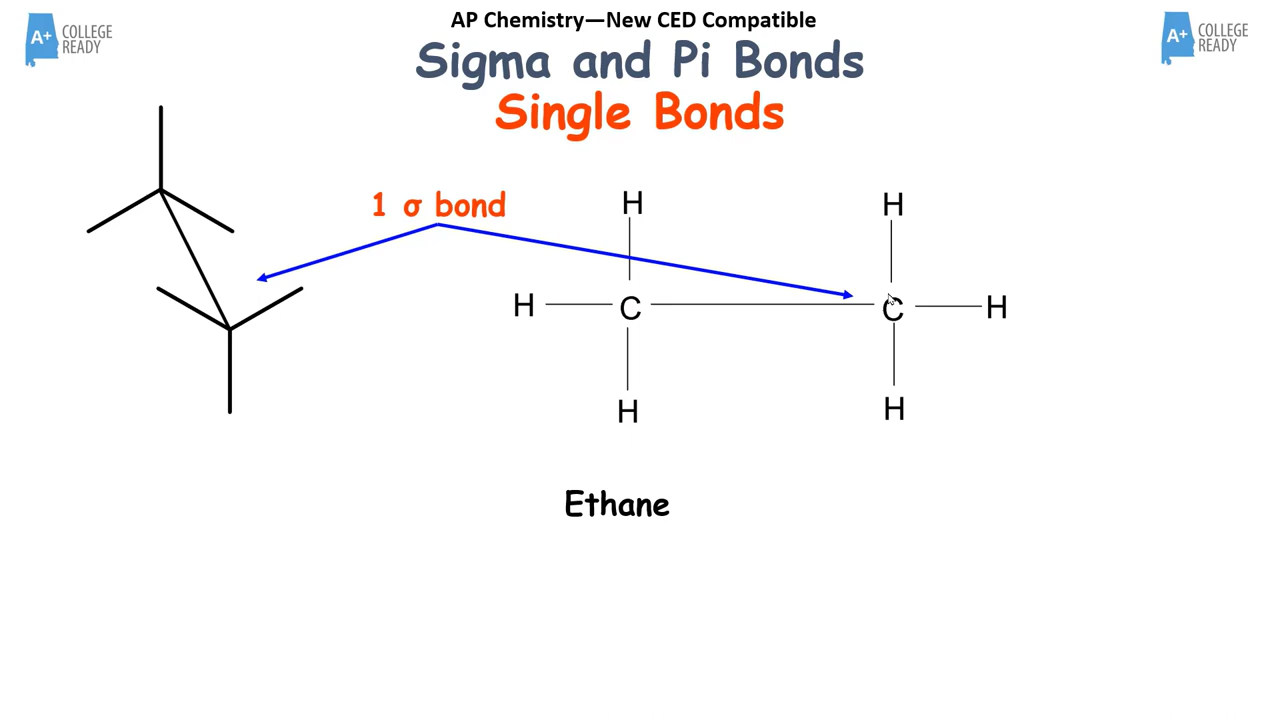 AP Chemistry—New CED Compatible
A+ COLLEGE READY
A+ COLLEGE READY
Sigma and Pi Bonds
Single Bonds
1 σ bond
H H
H C C H
H H
Ethane